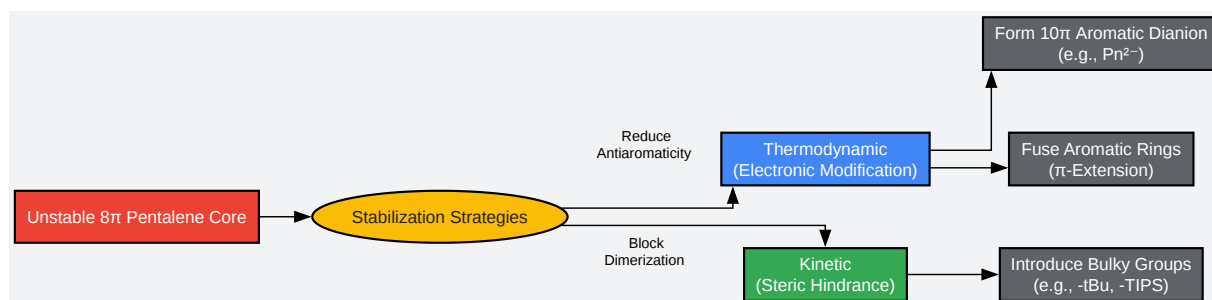 Form 10π Aromatic Dianion
(e.g., Pn²⁻)
Reduce
Antiaromaticity
Thermodynamic
(Electronic Modification)
Fuse Aromatic Rings
(π-Extension)
Unstable 8π Pentalene Core
Stabilization Strategies
Block
Dimerization
Kinetic
(Steric Hindrance)
Introduce Bulky Groups
(e.g., -tBu, -TIPS)